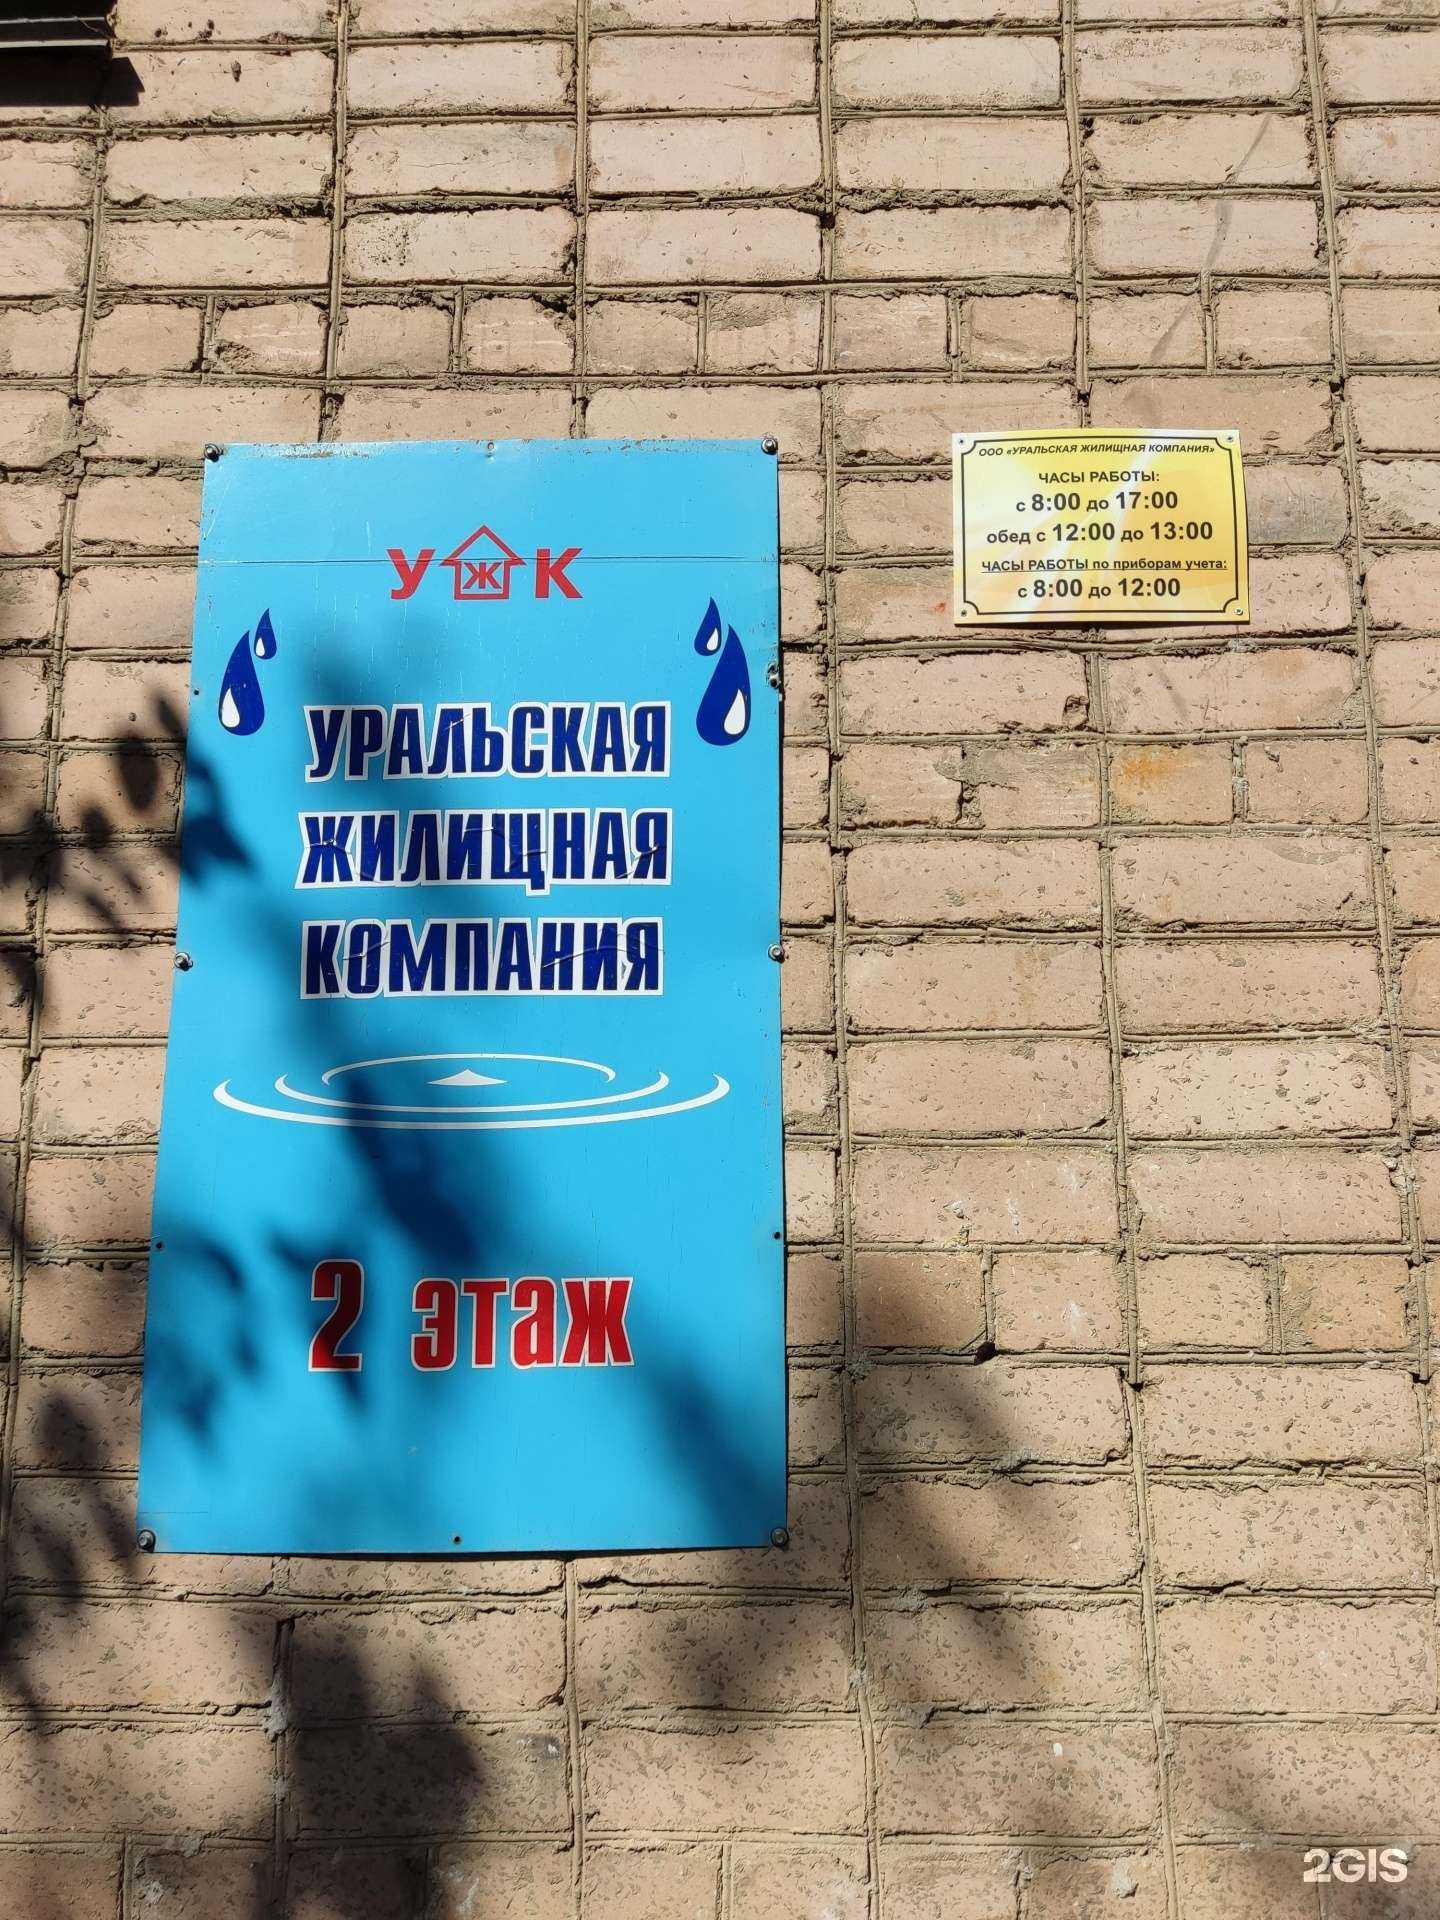 УЖК
УРАЛЬСКАЯ
ЖИЛИЩНАЯ
КОМПАНИЯ
2 этаж
ООО «УРАЛЬСКАЯ ЖИЛИЩНАЯ КОМПАНИЯ»
ЧАСЫ РАБОТЫ:
с 8:00 до 17:00
обед с 12:00 до 13:00
ЧАСЫ РАБОТЫ по приборам учета:
с 8:00 до 12:00
2GIS